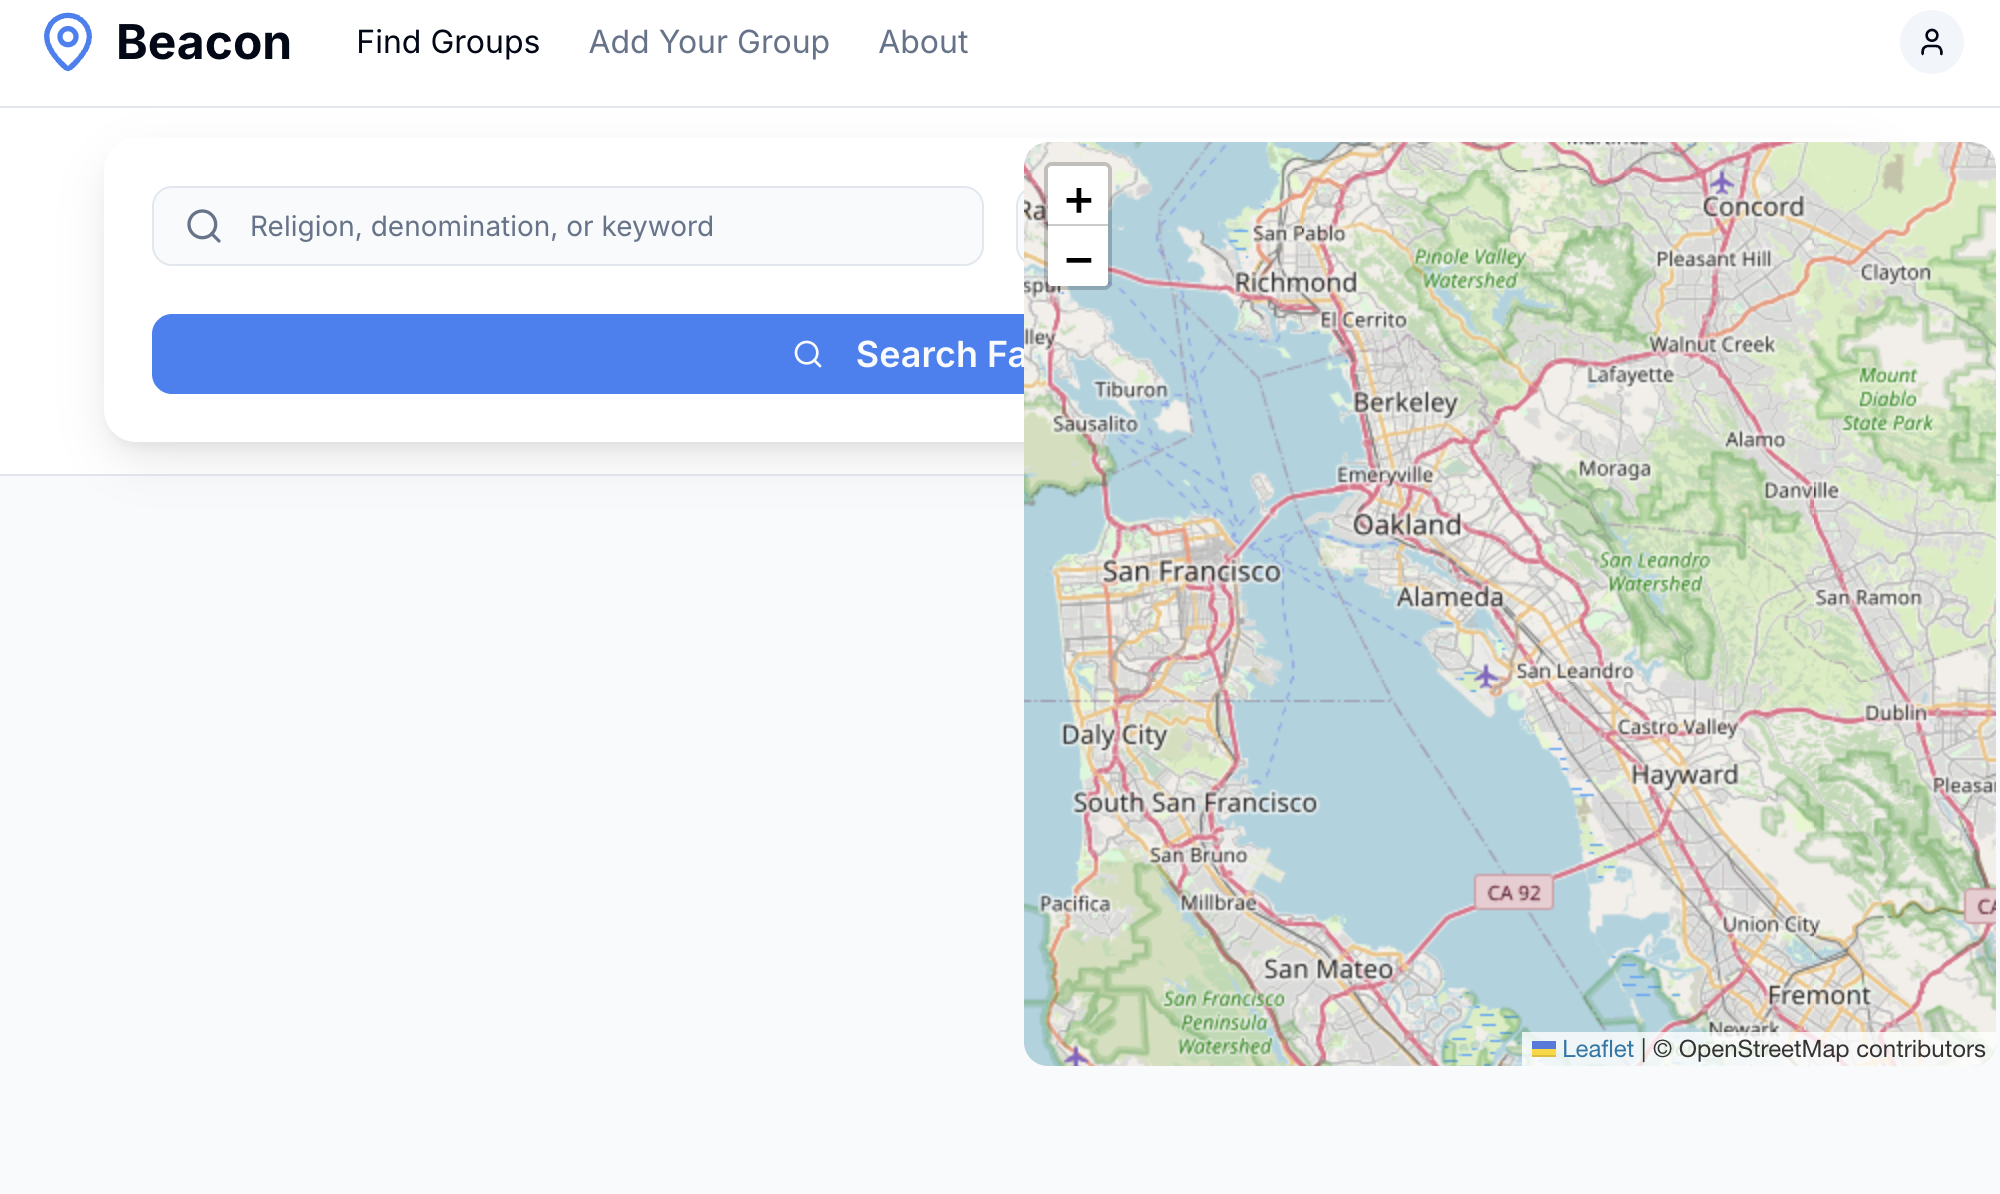 Beacon
Find Groups
Add Your Group
About
Religion, denomination, or keyword
Search Fa
+
−
Concord
San Pablo
Pinole Valley
Watershed
Pleasant Hill
Clayton
Richmond
El Cerrito
Walnut Creek
Lafayette
Tiburon
Berkeley
Mount
Diablo
State Park
Sausalito
Alamo
Moraga
Emeryville
Danville
Oakland
San Francisco
San Leandro
Watershed
Alameda
San Ramon
San Leandro
Dublin
Castro Valley
Daly City
Hayward
Pleasa
South San Francisco
San Bruno
CA 92
Pacifica
Millbrae
CA
Union City
San Mateo
Fremont
San Francisco
Peninsula
Watershed
Newark
Leaflet | © OpenStreetMap contributors